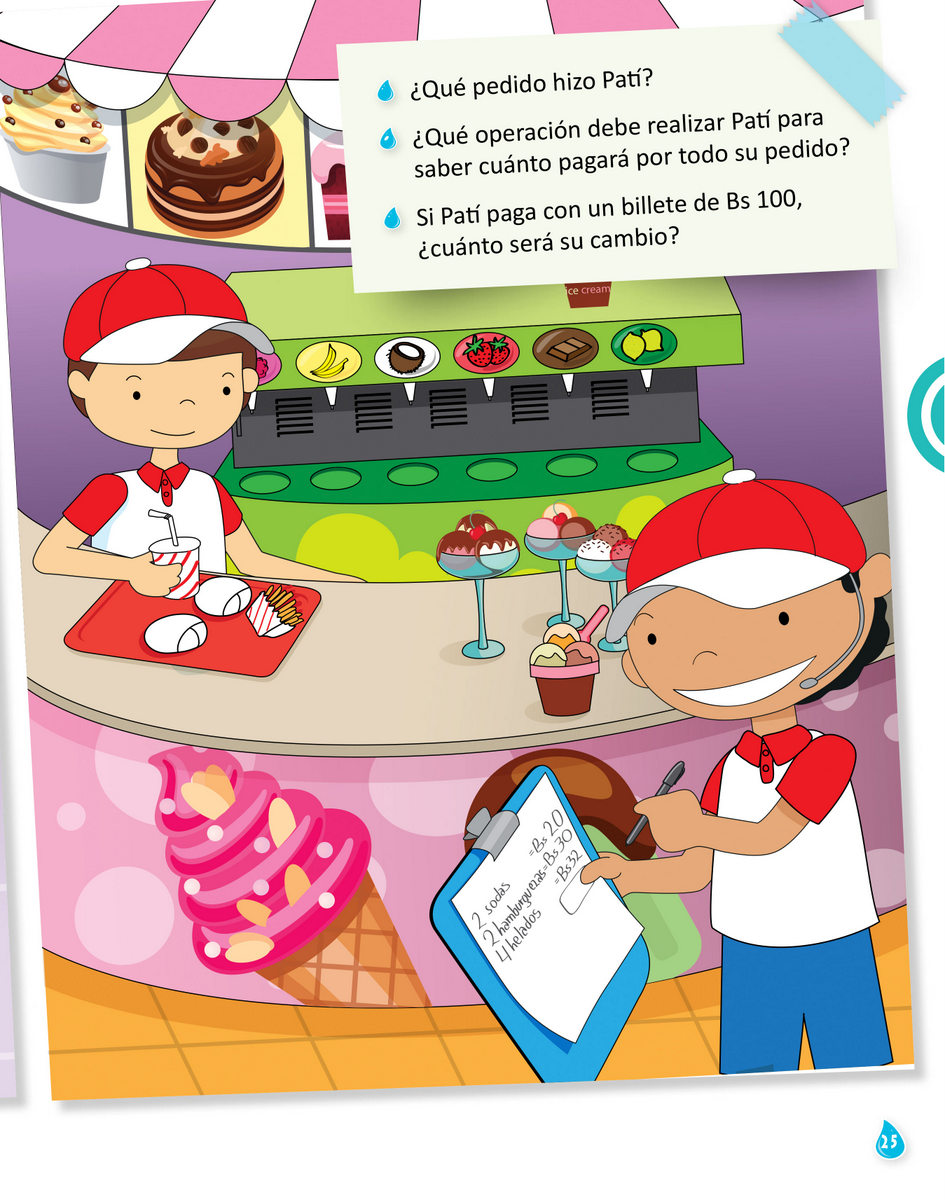 ¿Qué pedido hizo Patí?
¿Qué operación debe realizar Patí para
saber cuánto pagará por todo su pedido?
Si Patí paga con un billete de Bs 100,
¿cuánto será su cambio?
ice cream
2 sodas =Bs 20
2 hamburguezas=Bs 30
4 helados =Bs 32
25